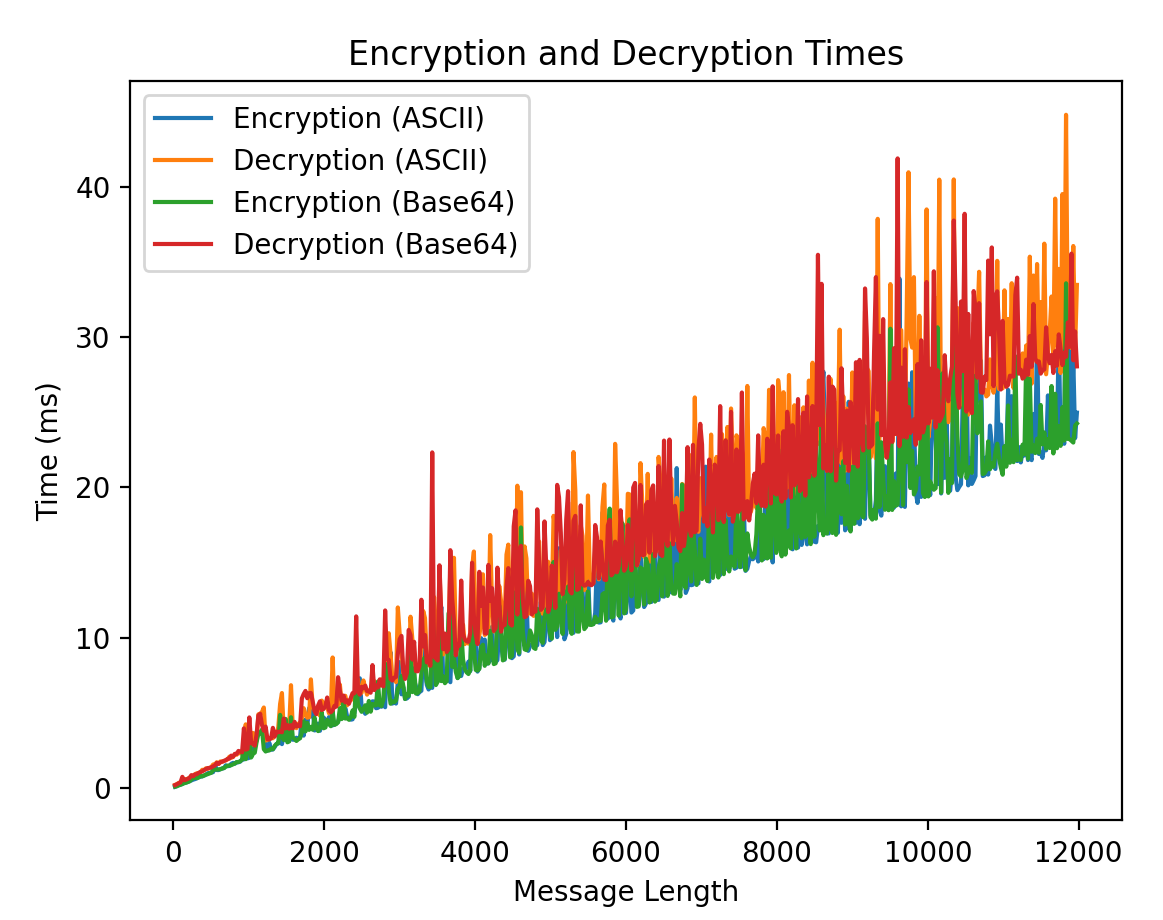 Encryption and Decryption Times
Encryption (ASCII)
Decryption (ASCII)
Encryption (Base64)
Decryption (Base64)
40
30
20
10
0
Time (ms)
0 2000 4000 6000 8000 10000 12000
Message Length